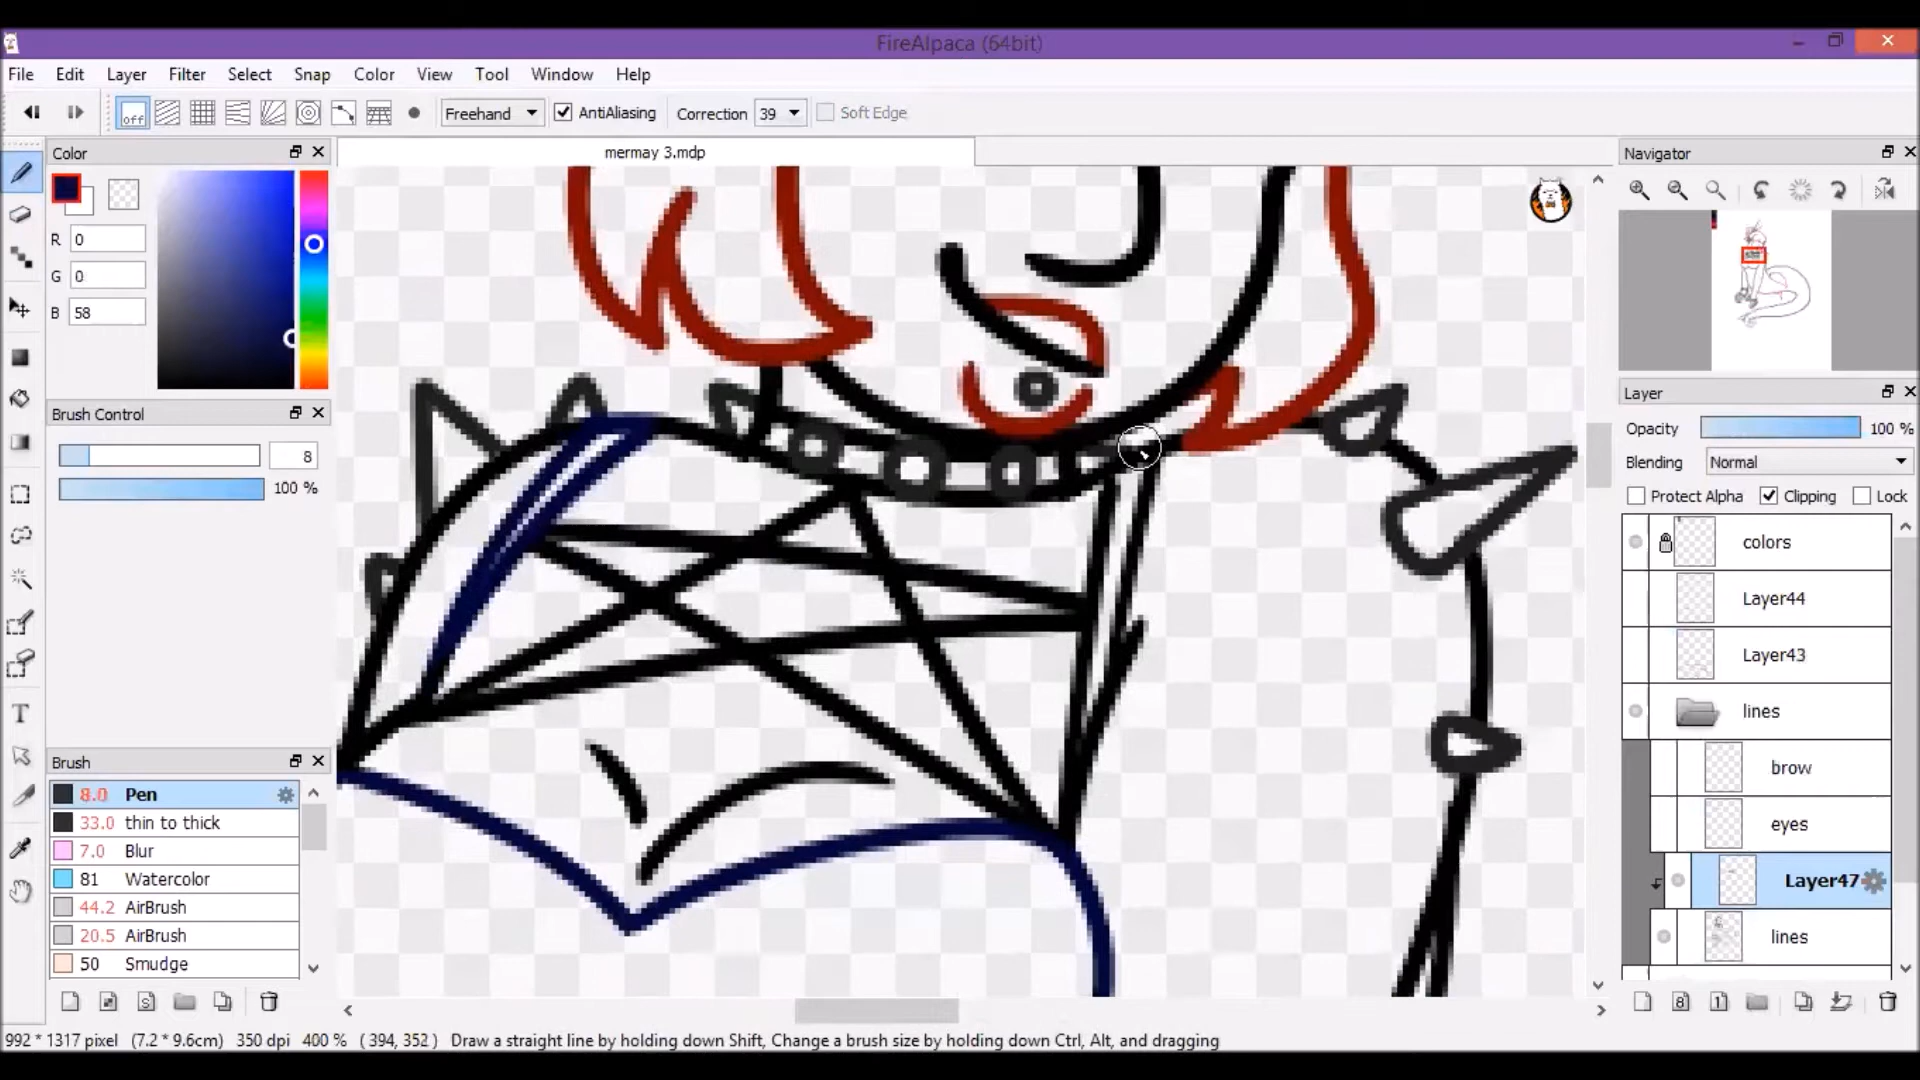 FireAlpaca (64bit)
File Edit Layer Filter Select Snap Color View Tool Window Help
off Freehand AntiAliasing Correction 39 Soft Edge
Color
mermay 3.mdp
Navigator
R 0
G 0
B 58
Brush Control
8
100 %
Layer
Opacity 100 %
Blending Normal
Protect Alpha Clipping Lock
colors
Layer44
Layer43
lines
brow
eyes
Layer47
lines
Brush
8.0 Pen
33.0 thin to thick
7.0 Blur
81 Watercolor
44.2 AirBrush
20.5 AirBrush
50 Smudge
992 * 1317 pixel (7.2 * 9.6cm) 350 dpi 400 % ( 394, 352 ) Draw a straight line by holding down Shift, Change a brush size by holding down Ctrl, Alt, and dragging